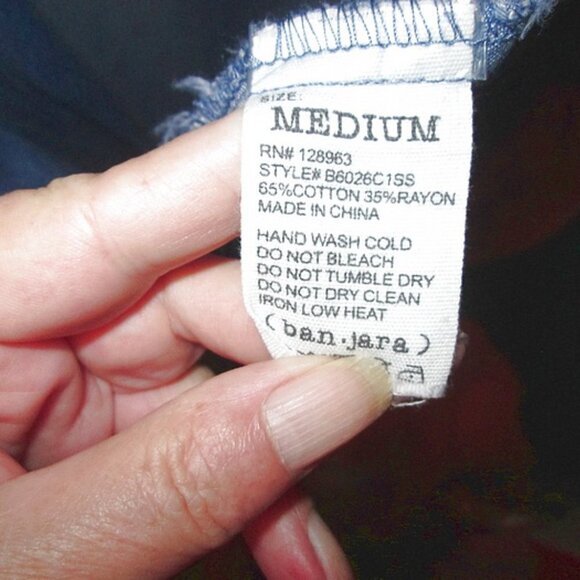 SIZE:
MEDIUM
RN# 128963
STYLE# B6026C1SS
65%COTTON 35%RAYON
MADE IN CHINA
HAND WASH COLD
DO NOT BLEACH
DO NOT TUMBLE DRY
DO NOT DRY CLEAN
IRON LOW HEAT
(ban.jara)